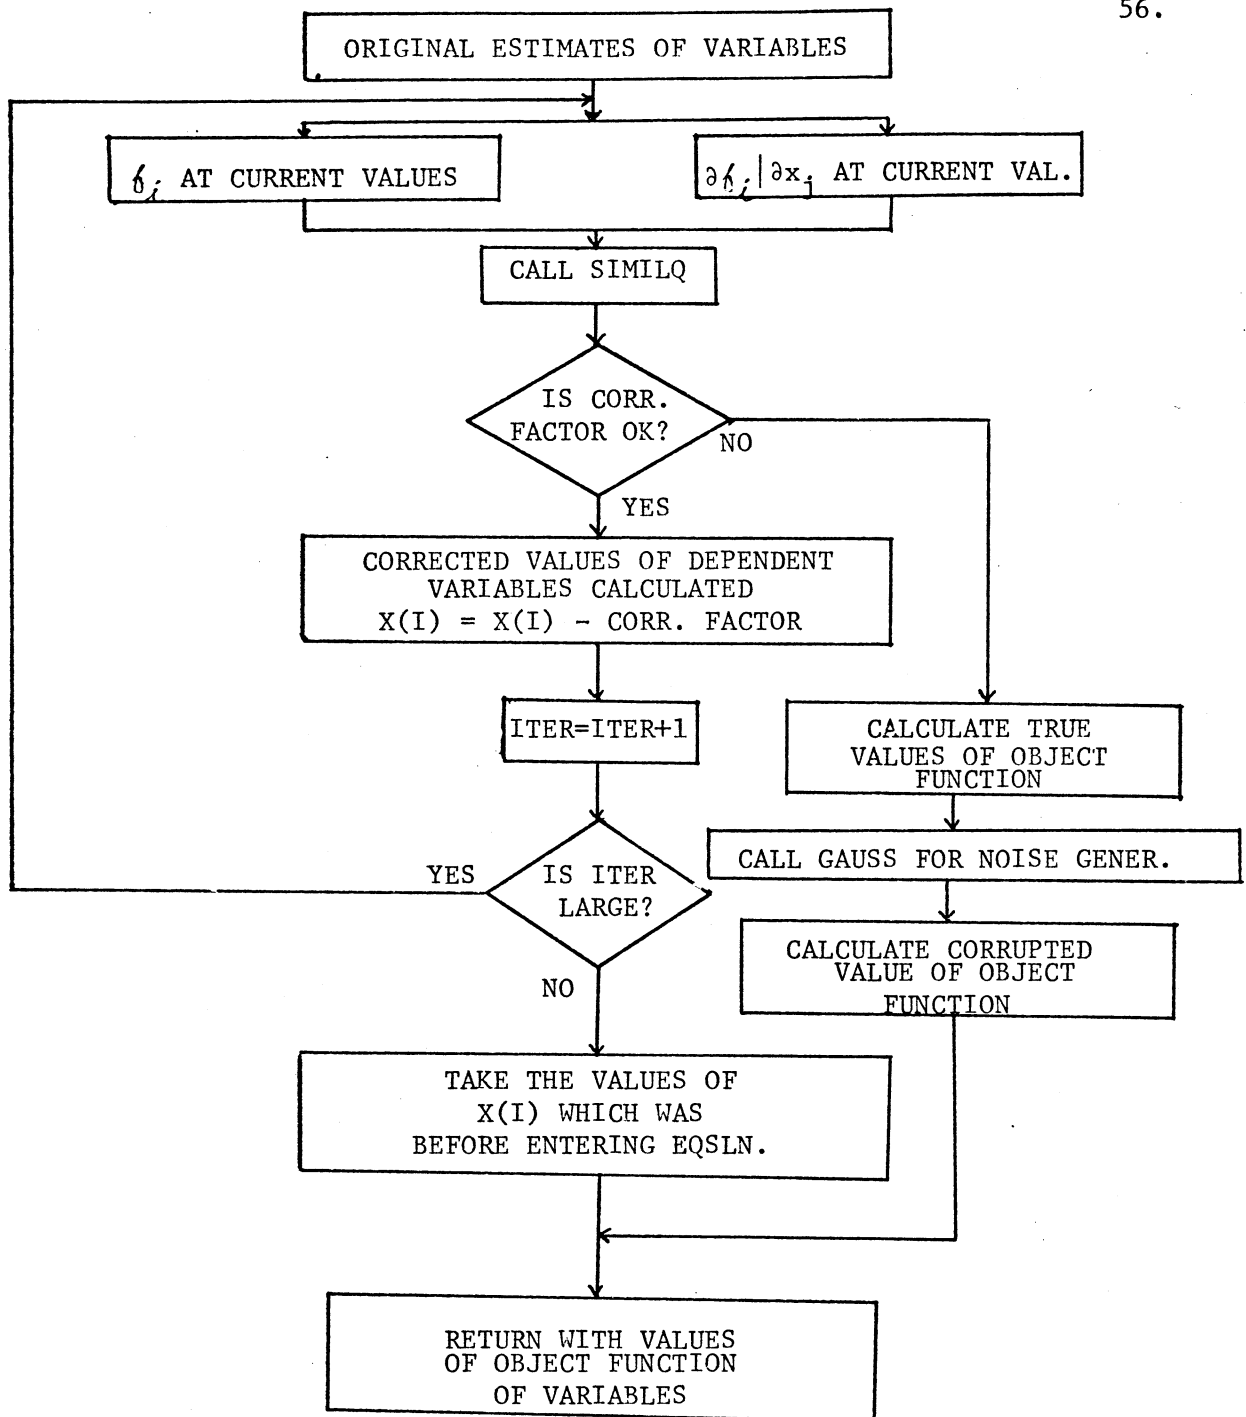 56.
ORIGINAL ESTIMATES OF VARIABLES
fi AT CURRENT VALUES
∂fi|∂xj AT CURRENT VAL.
CALL SIMILQ
IS CORR.
FACTOR OK?
NO
YES
CORRECTED VALUES OF DEPENDENT
VARIABLES CALCULATED
X(I) = X(I) - CORR. FACTOR
ITER=ITER+1
CALCULATE TRUE
VALUES OF OBJECT
FUNCTION
CALL GAUSS FOR NOISE GENER.
YES
IS ITER
LARGE?
NO
CALCULATE CORRUPTED
VALUE OF OBJECT
FUNCTION
TAKE THE VALUES OF
X(I) WHICH WAS
BEFORE ENTERING EQSLN.
RETURN WITH VALUES
OF OBJECT FUNCTION
OF VARIABLES